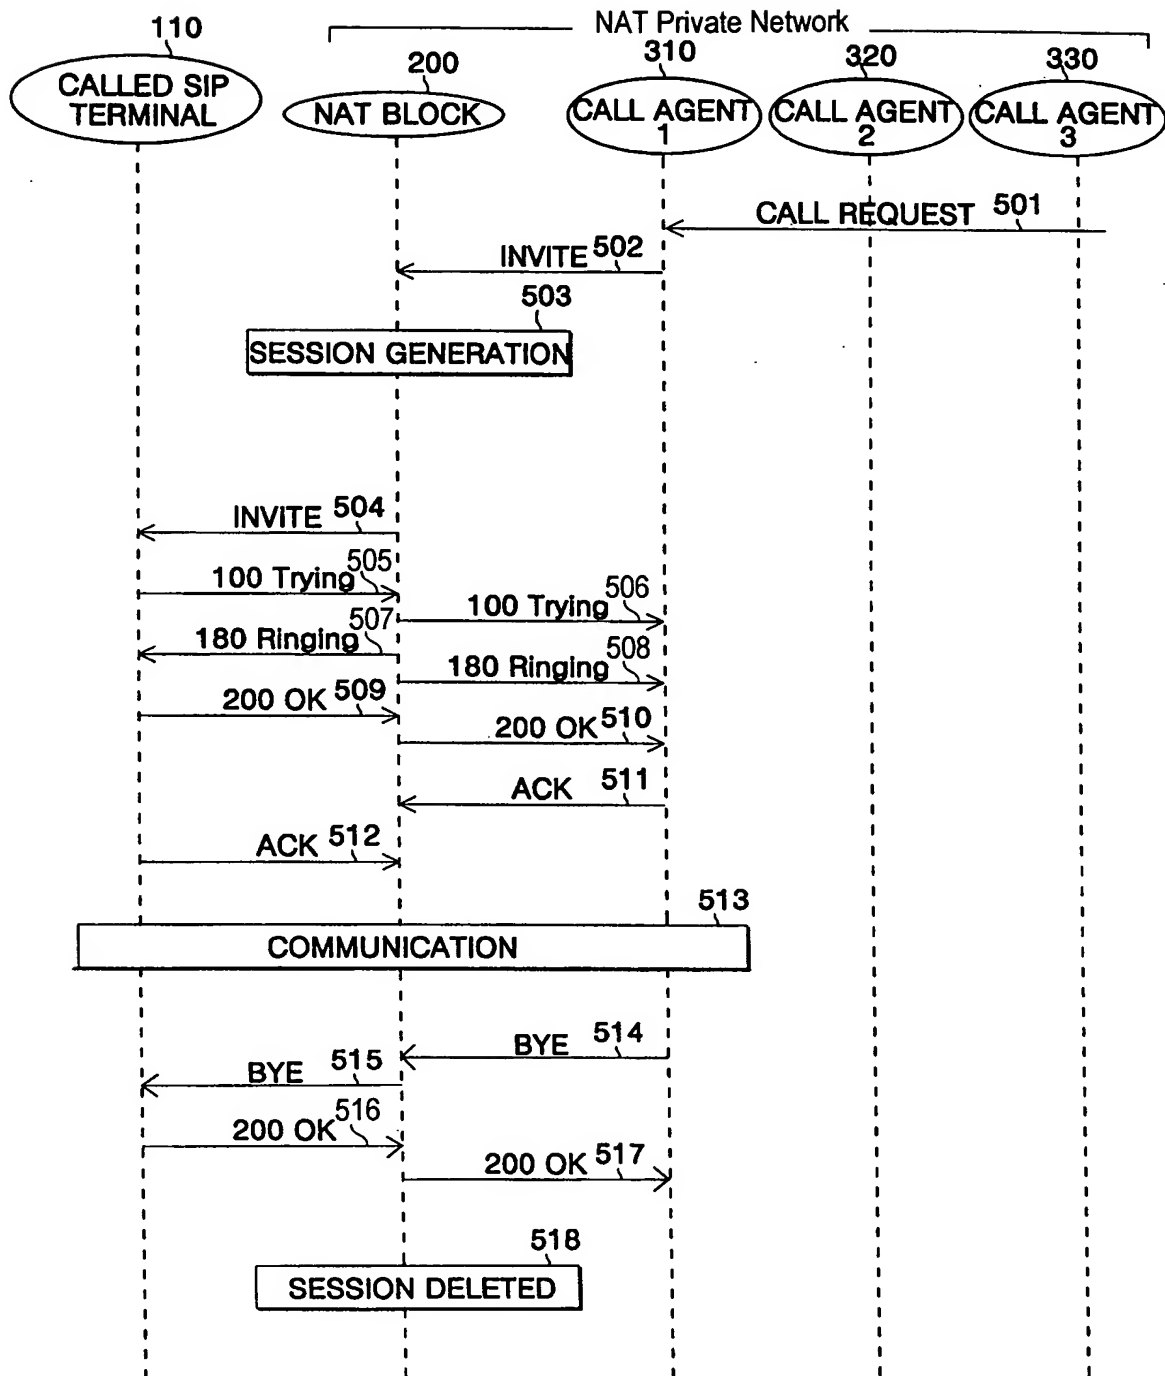 NAT Private Network
110
200
310
320
330
CALLED SIP
TERMINAL
NAT BLOCK
CALL AGENT
1
CALL AGENT
2
CALL AGENT
3
CALL REQUEST 501
INVITE 502
503
SESSION GENERATION
INVITE 504
100 Trying 505
100 Trying 506
180 Ringing 507
180 Ringing 508
200 OK 509
200 OK 510
ACK 511
ACK 512
513
COMMUNICATION
BYE 514
BYE 515
200 OK 516
200 OK 517
518
SESSION DELETED